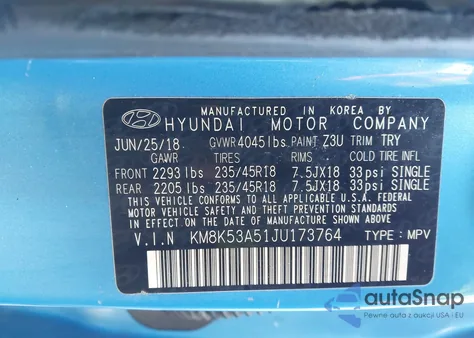 MANUFACTURED IN KOREA BY
HYUNDAI MOTOR COMPANY
JUN/25/18 GVWR 4045lbs. PAINT Z3U TRIM TRY
GAWR TIRES RIMS COLD TIRE INFL
FRONT 2293 lbs 235/45R18 7.5JX18 33psi SINGLE
REAR 2205 lbs 235/45R18 7.5JX18 33psi SINGLE
THIS VEHICLE CONFORMS TO ALL APPLICABLE U.S.A. FEDERAL
MOTOR VEHICLE SAFETY, BUMPER, AND THEFT PREVENTION
STANDARDS IN EFFECT ON THE DATE OF MANUFACTURE SHOWN ABOVE.
V.I.N KM8K53A51JU173764 TYPE: MPV
autoSnap
Pewne auta z aukcji USA i EU